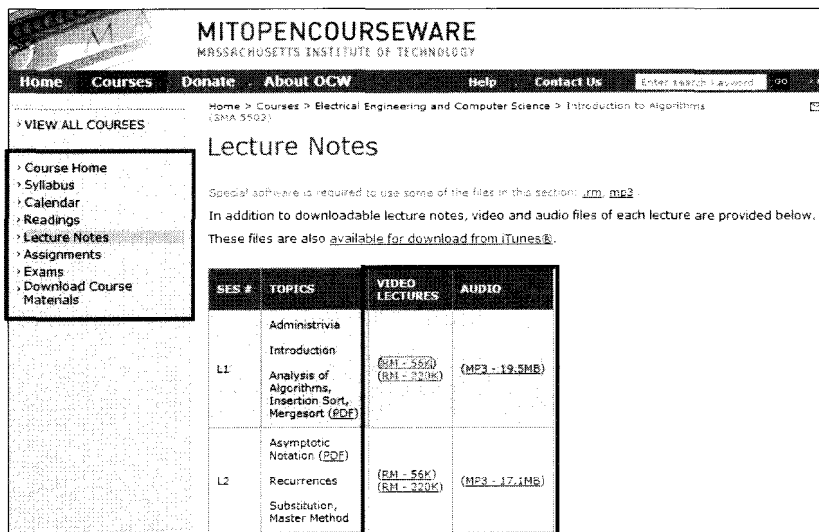 MITOPENCOURSEWARE
MASSACHUSETTS INSTITUTE OF TECHNOLOGY
Home Courses Donate About OCW Help Contact Us Enter search keyword GO
› VIEW ALL COURSES
› Course Home
› Syllabus
› Calendar
› Readings
› Lecture Notes
› Assignments
› Exams
› Download Course
Materials
Home > Courses > Electrical Engineering and Computer Science > Introduction to Algorithms
(SMA 5503)
Lecture Notes
Special software is required to use some of the files in this section: .rm, mp3.
In addition to downloadable lecture notes, video and audio files of each lecture are provided below.
These files are also available for download from iTunes®.
SES # TOPICS VIDEO LECTURES AUDIO
L1
Administrivia
Introduction
Analysis of
Algorithms,
Insertion Sort,
Mergesort (PDF)
(RM - 56K)
(RM - 220K)
(MP3 - 19.5MB)
L2
Asymptotic
Notation (PDF)
Recurrences
Substitution,
Master Method
(RM - 56K)
(RM - 220K)
(MP3 - 17.1MB)